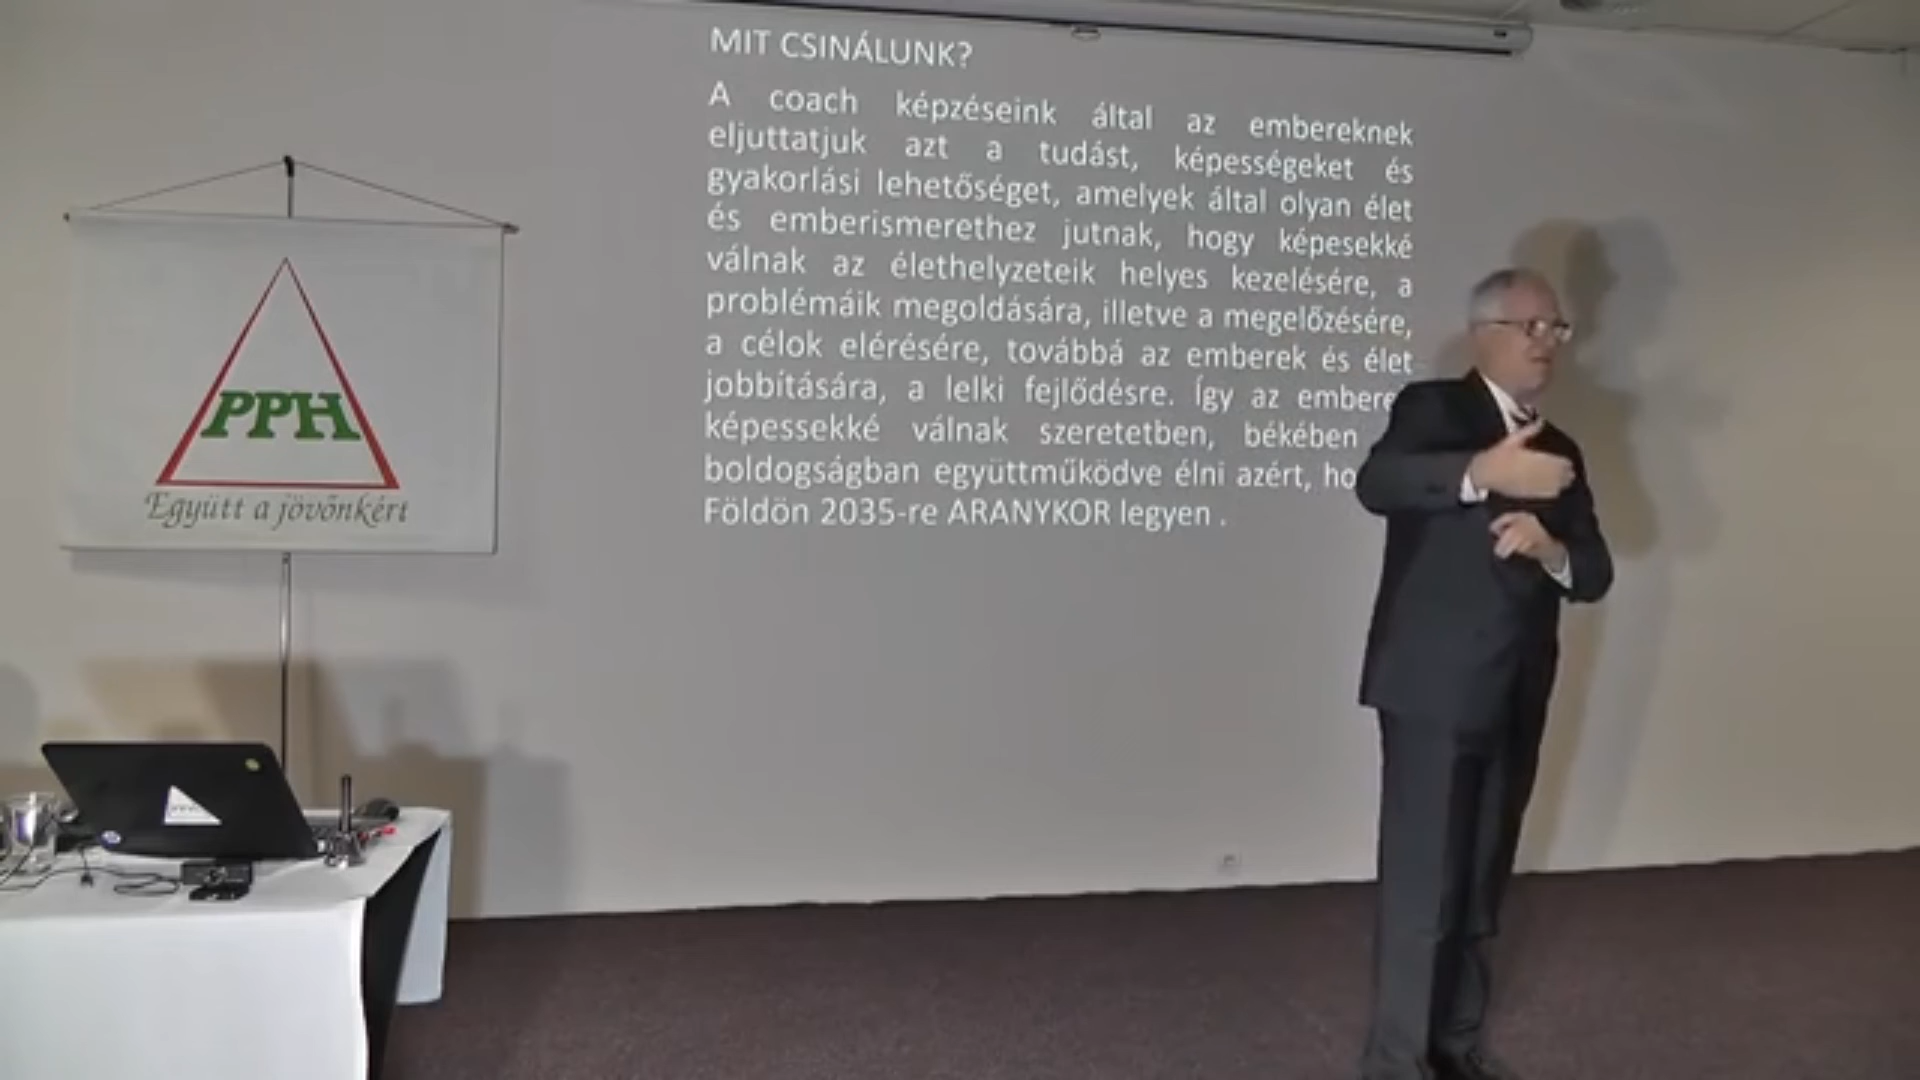 MIT CSINÁLUNK?
A coach képzéseink által az embereknek
eljuttatjuk azt a tudást, képességeket és
gyakorlási lehetőséget, amelyek által olyan élet
és emberismerethez jutnak, hogy képesekké
válnak az élethelyzeteik helyes kezelésére, a
problémáik megoldására, illetve a megelőzésére,
a célok elérésére, továbbá az emberek és élet
jobbítására, a lelki fejlődésre. Így az embere
képessekké válnak szeretetben, békében
boldogságban együttműködve élni azért, ho
Földön 2035-re ARANYKOR legyen .
PPH
Együtt a jövőnkért